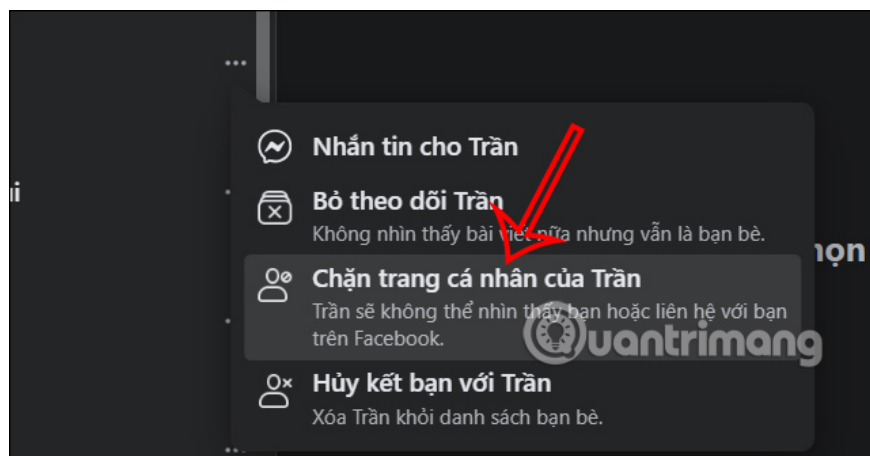 Nhắn tin cho Trần
Bỏ theo dõi Trần
Không nhìn thấy bài viết nữa nhưng vẫn là bạn bè.
Chặn trang cá nhân của Trần
Trần sẽ không thể nhìn thấy bạn hoặc liên hệ với bạn
trên Facebook.
Quantrimang
Hủy kết bạn với Trần
Xóa Trần khỏi danh sách bạn bè.